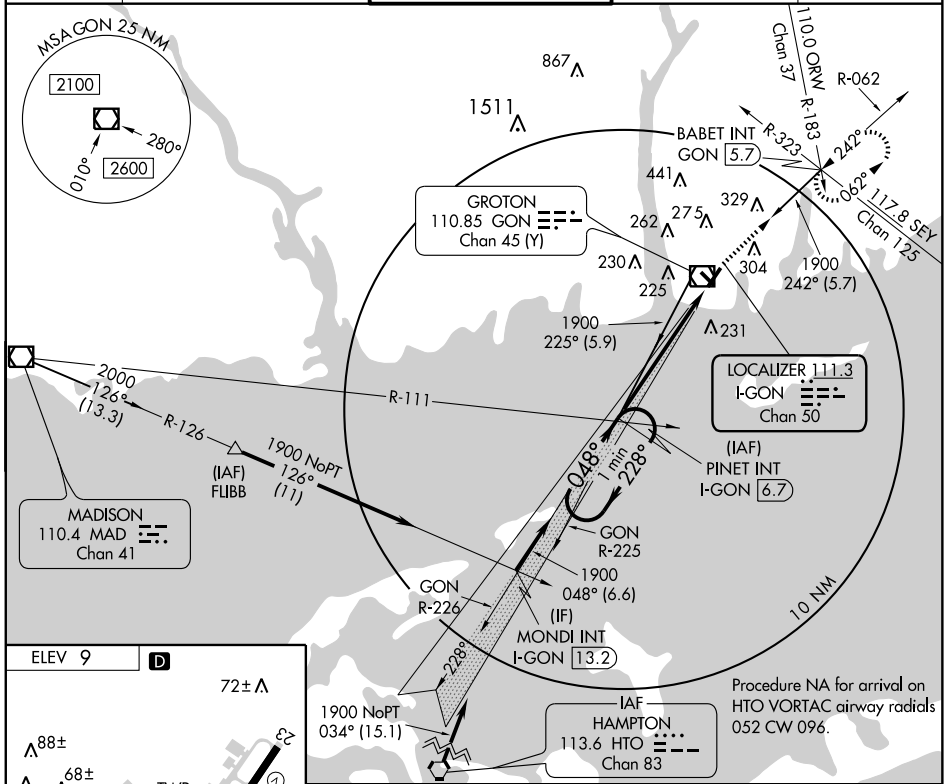 MSA GON 25 NM
2100
280°
010°
2600
867
1511
110.0 ORW
Chan 37
R-183
R-062
R-323
BABET INT
GON 5.7
242°
062°
117.8 SEY
Chan 125
441
329
275
262
GROTON
110.85 GON
Chan 45 (Y)
230
225
304
1900
242° (5.7)
231
1900
225° (5.9)
LOCALIZER 111.3
I-GON
Chan 50
2000
126°
(13.3)
R-111
R-126
(IAF)
FLIBB
1900 NoPT
126°
(11)
MADISON
110.4 MAD
Chan 41
048°
1 min
228°
(IAF)
PINET INT
I-GON 6.7
GON
R-225
1900
048° (6.6)
GON
R-226
(IF)
MONDI INT
I-GON 13.2
10 NM
228°
1900 NoPT
034° (15.1)
IAF
HAMPTON
113.6 HTO
Chan 83
Procedure NA for arrival on
HTO VORTAC airway radials
052 CW 096.
ELEV 9
D
72±
88±
68±
23